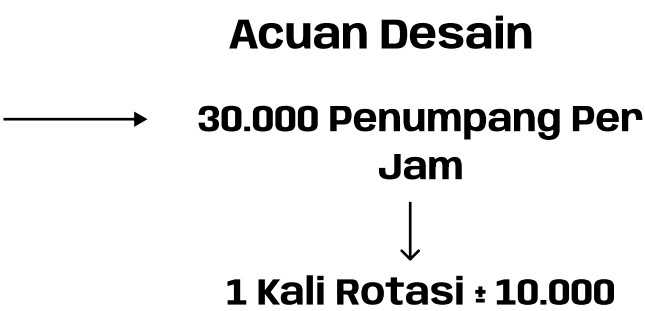 Acuan Desain
30.000 Penumpang Per
Jam
1 Kali Rotasi ± 10.000